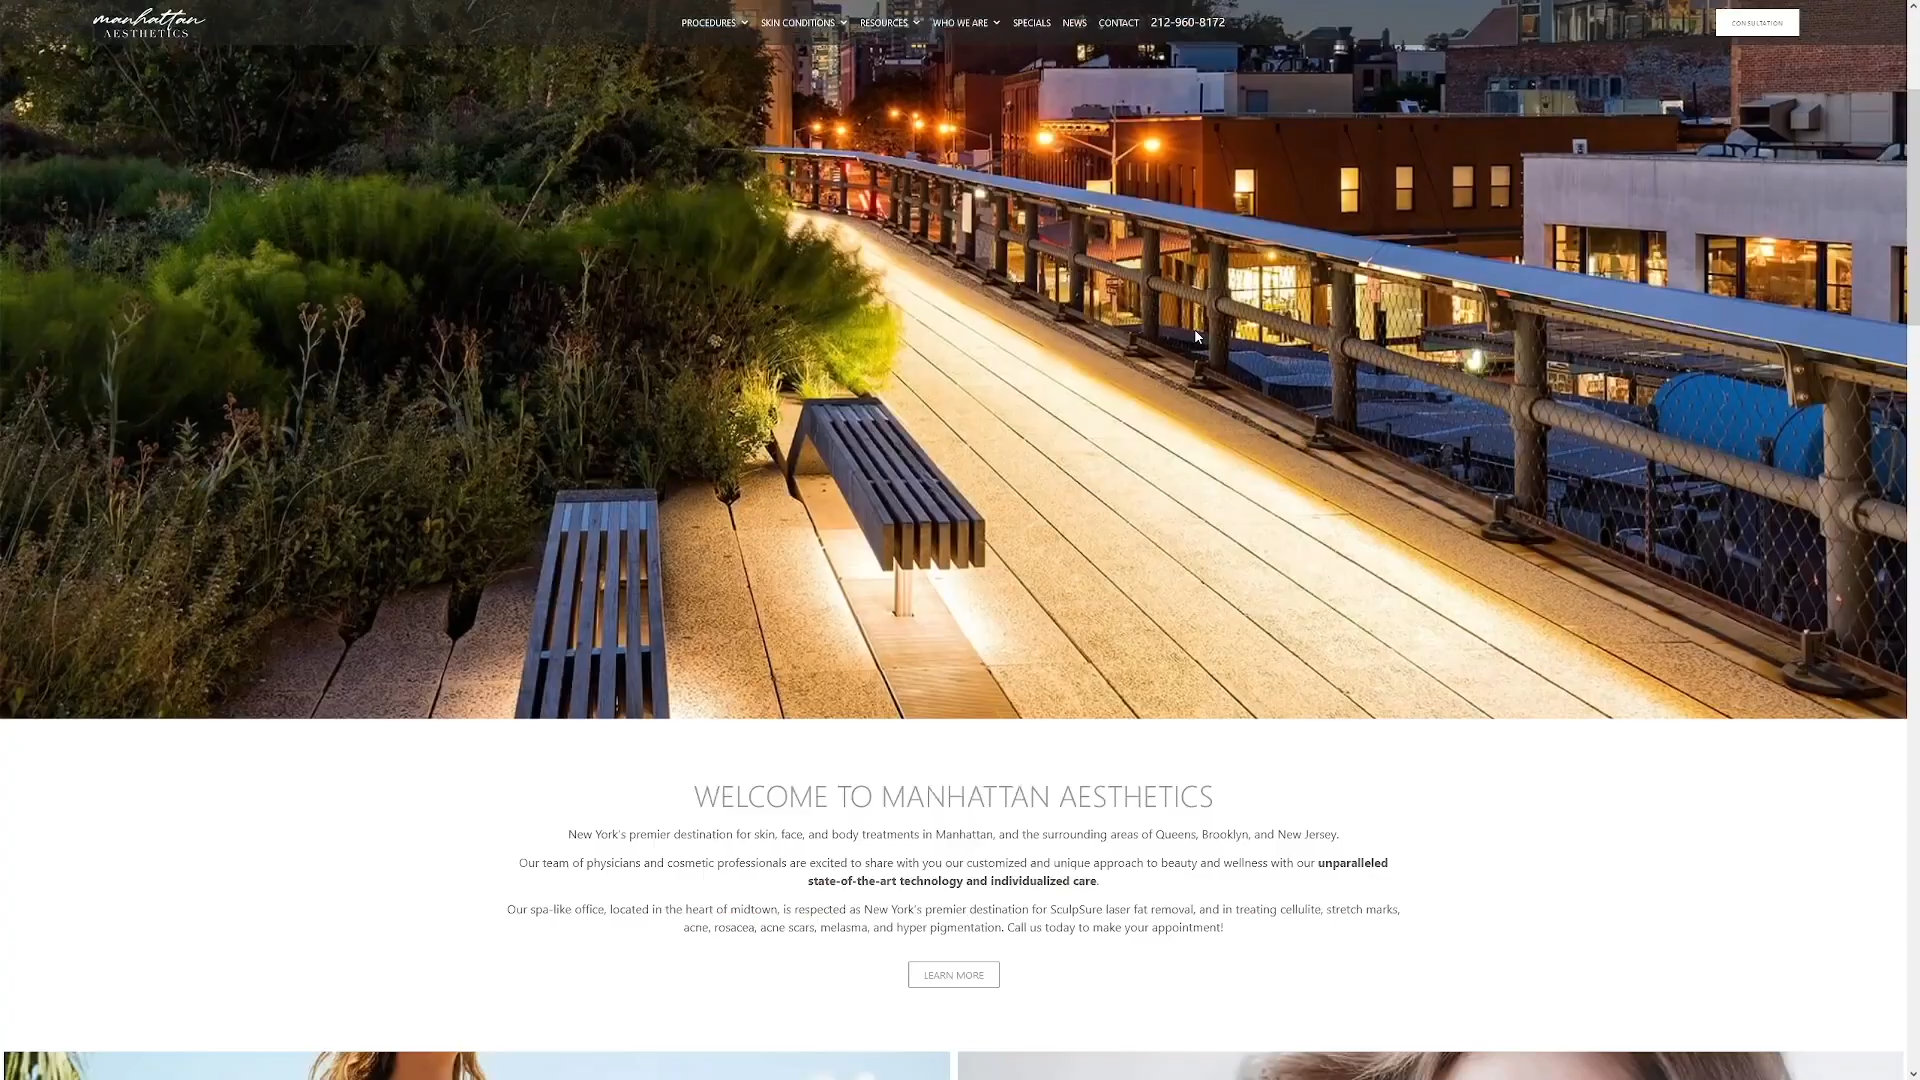 manhattan
AESTHETICS
PROCEDURES SKIN CONDITIONS RESOURCES WHO WE ARE SPECIALS NEWS CONTACT 212-960-8172
CONSULTATION
WELCOME TO MANHATTAN AESTHETICS
New York's premier destination for skin, face, and body treatments in Manhattan, and the surrounding areas of Queens, Brooklyn, and New Jersey.
Our team of physicians and cosmetic professionals are excited to share with you our customized and unique approach to beauty and wellness with our unparalleled
state-of-the-art technology and individualized care.
Our spa-like office, located in the heart of midtown, is respected as New York's premier destination for SculpSure laser fat removal, and in treating cellulite, stretch marks,
acne, rosacea, acne scars, melasma, and hyper pigmentation. Call us today to make your appointment!
LEARN MORE